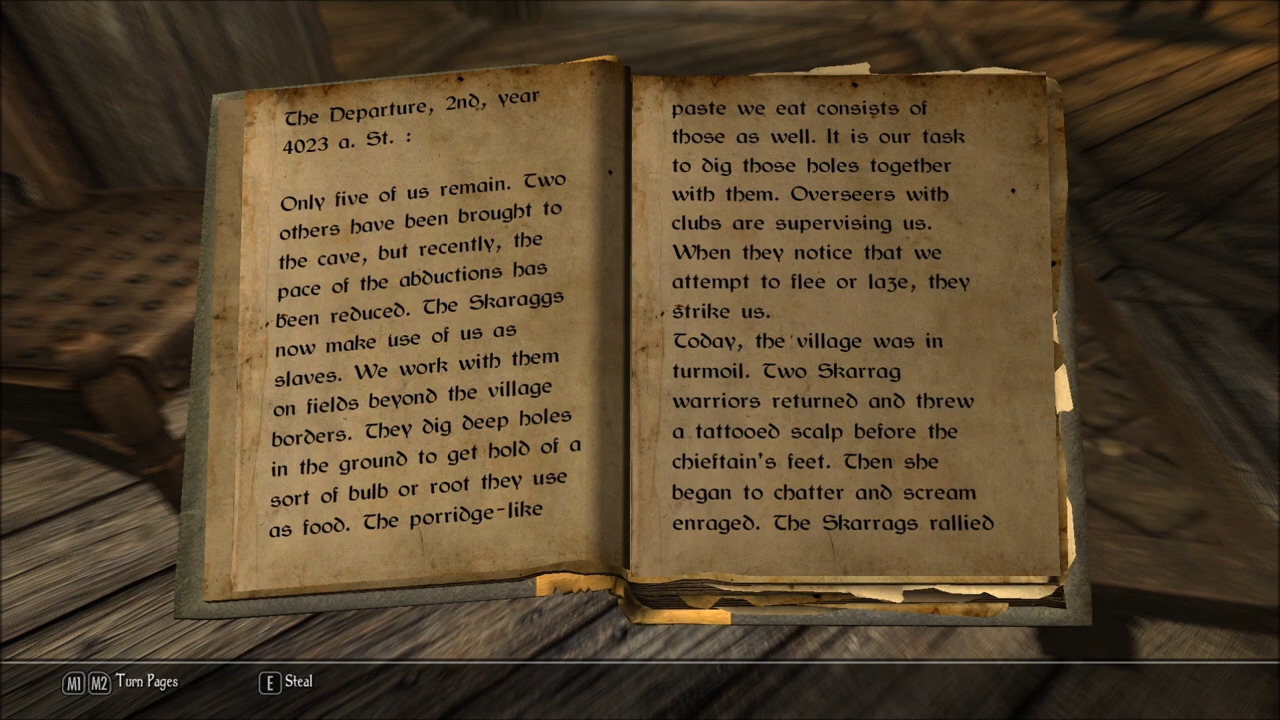 The Departure, 2nd, year
4023 a. St. :
Only five of us remain. Two
others have been brought to
the cave, but recently, the
pace of the abductions has
been reduced. The Skaraggs
now make use of us as
slaves. We work with them
on fields beyond the village
borders. They dig deep holes
in the ground to get hold of a
sort of bulb or root they use
as food. The porridge-like
paste we eat consists of
those as well. It is our task
to dig those holes together
with them. Overseers with
clubs are supervising us.
When they notice that we
attempt to flee or laze, they
strike us.
Today, the village was in
turmoil. Two Skarrag
warriors returned and threw
a tattooed scalp before the
chieftain's feet. Then she
began to chatter and scream
enraged. The Skarrags rallied
M1 M2 Turn Pages
E Steal